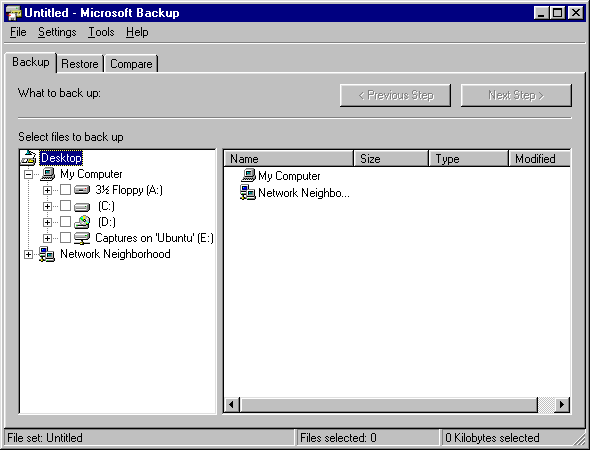 Untitled - Microsoft Backup
File Settings Tools Help
Backup Restore Compare
What to back up:
< Previous Step Next Step >
Select files to back up
Desktop
My Computer
3½ Floppy (A:)
(C:)
(D:)
Captures on 'Ubuntu' (E:)
Network Neighborhood
Name Size Type Modified
My Computer
Network Neighbo...
File set: Untitled Files selected: 0 0 Kilobytes selected